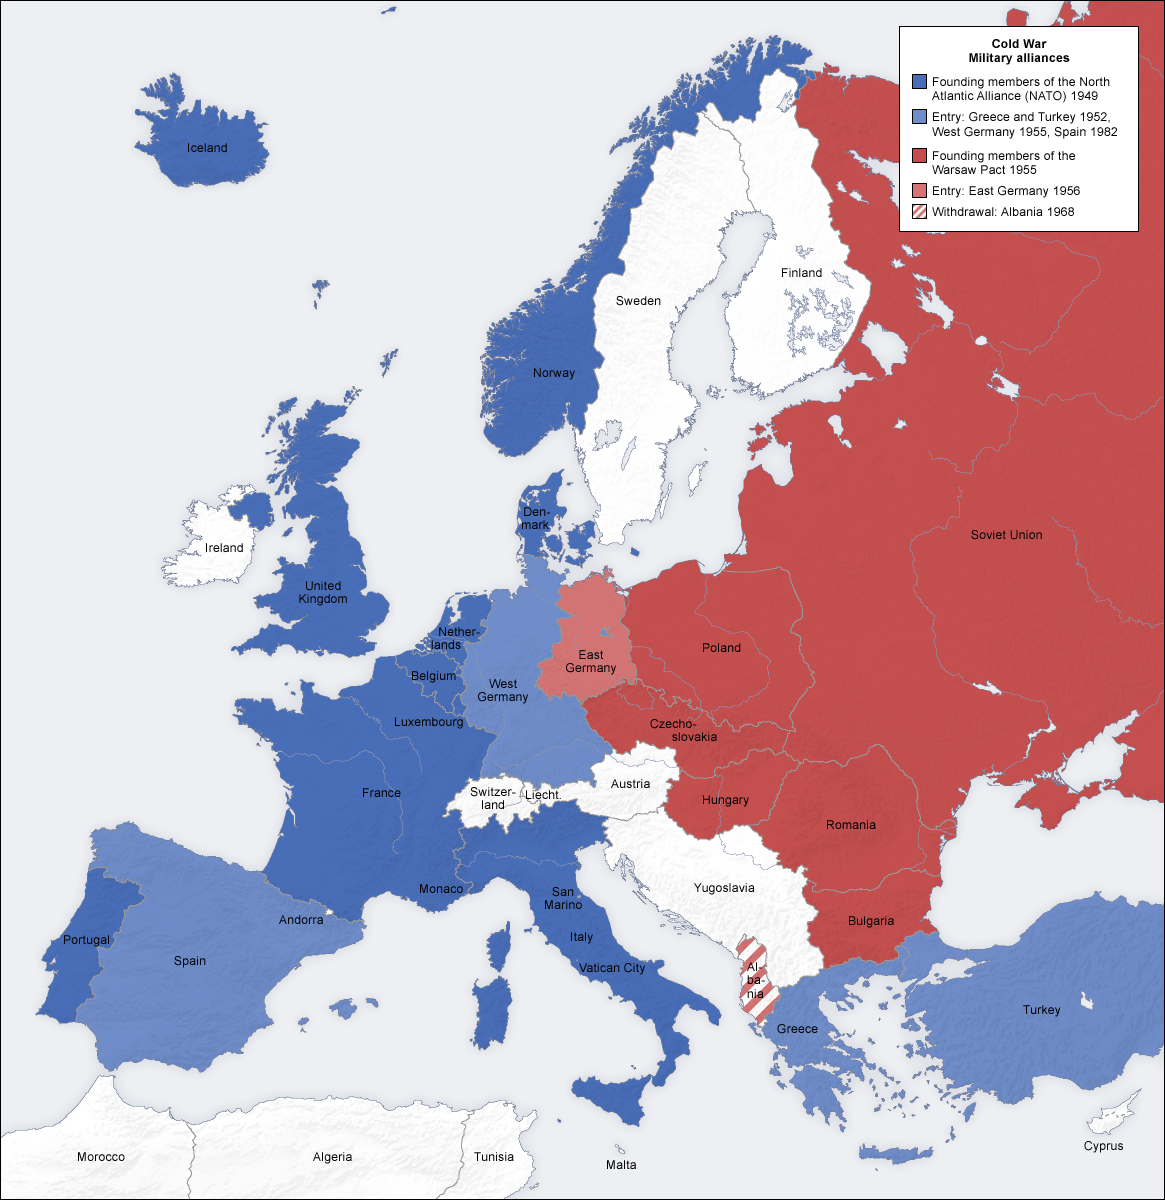 Cold War
Military alliances
Founding members of the North
Atlantic Alliance (NATO) 1949
Entry: Greece and Turkey 1952,
West Germany 1955, Spain 1982
Founding members of the
Warsaw Pact 1955
Entry: East Germany 1956
Withdrawal: Albania 1968
Iceland
Finland
Sweden
Norway
Den-
mark
Soviet Union
Ireland
United
Kingdom
Nether-
lands
Poland
East
Germany
Belgium
West
Germany
Luxembourg
Czecho-
slovakia
Austria
France
Switzer-
land
Liecht.
Hungary
Romania
Monaco
San
Marino
Yugoslavia
Andorra
Bulgaria
Portugal
Italy
Spain
Vatican City
Al-
ba-
nia
Turkey
Greece
Cyprus
Morocco
Algeria
Tunisia
Malta